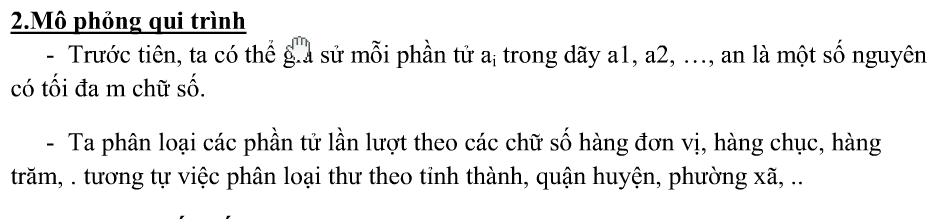 2.Mô phỏng qui trình
- Trước tiên, ta có thể sử mỗi phần tử aᵢ trong dãy a1, a2, …, an là một số nguyên
có tối đa m chữ số.
- Ta phân loại các phần tử lần lượt theo các chữ số hàng đơn vị, hàng chục, hàng
trăm, . tương tự việc phân loại thư theo tỉnh thành, quận huyện, phường xã, ..